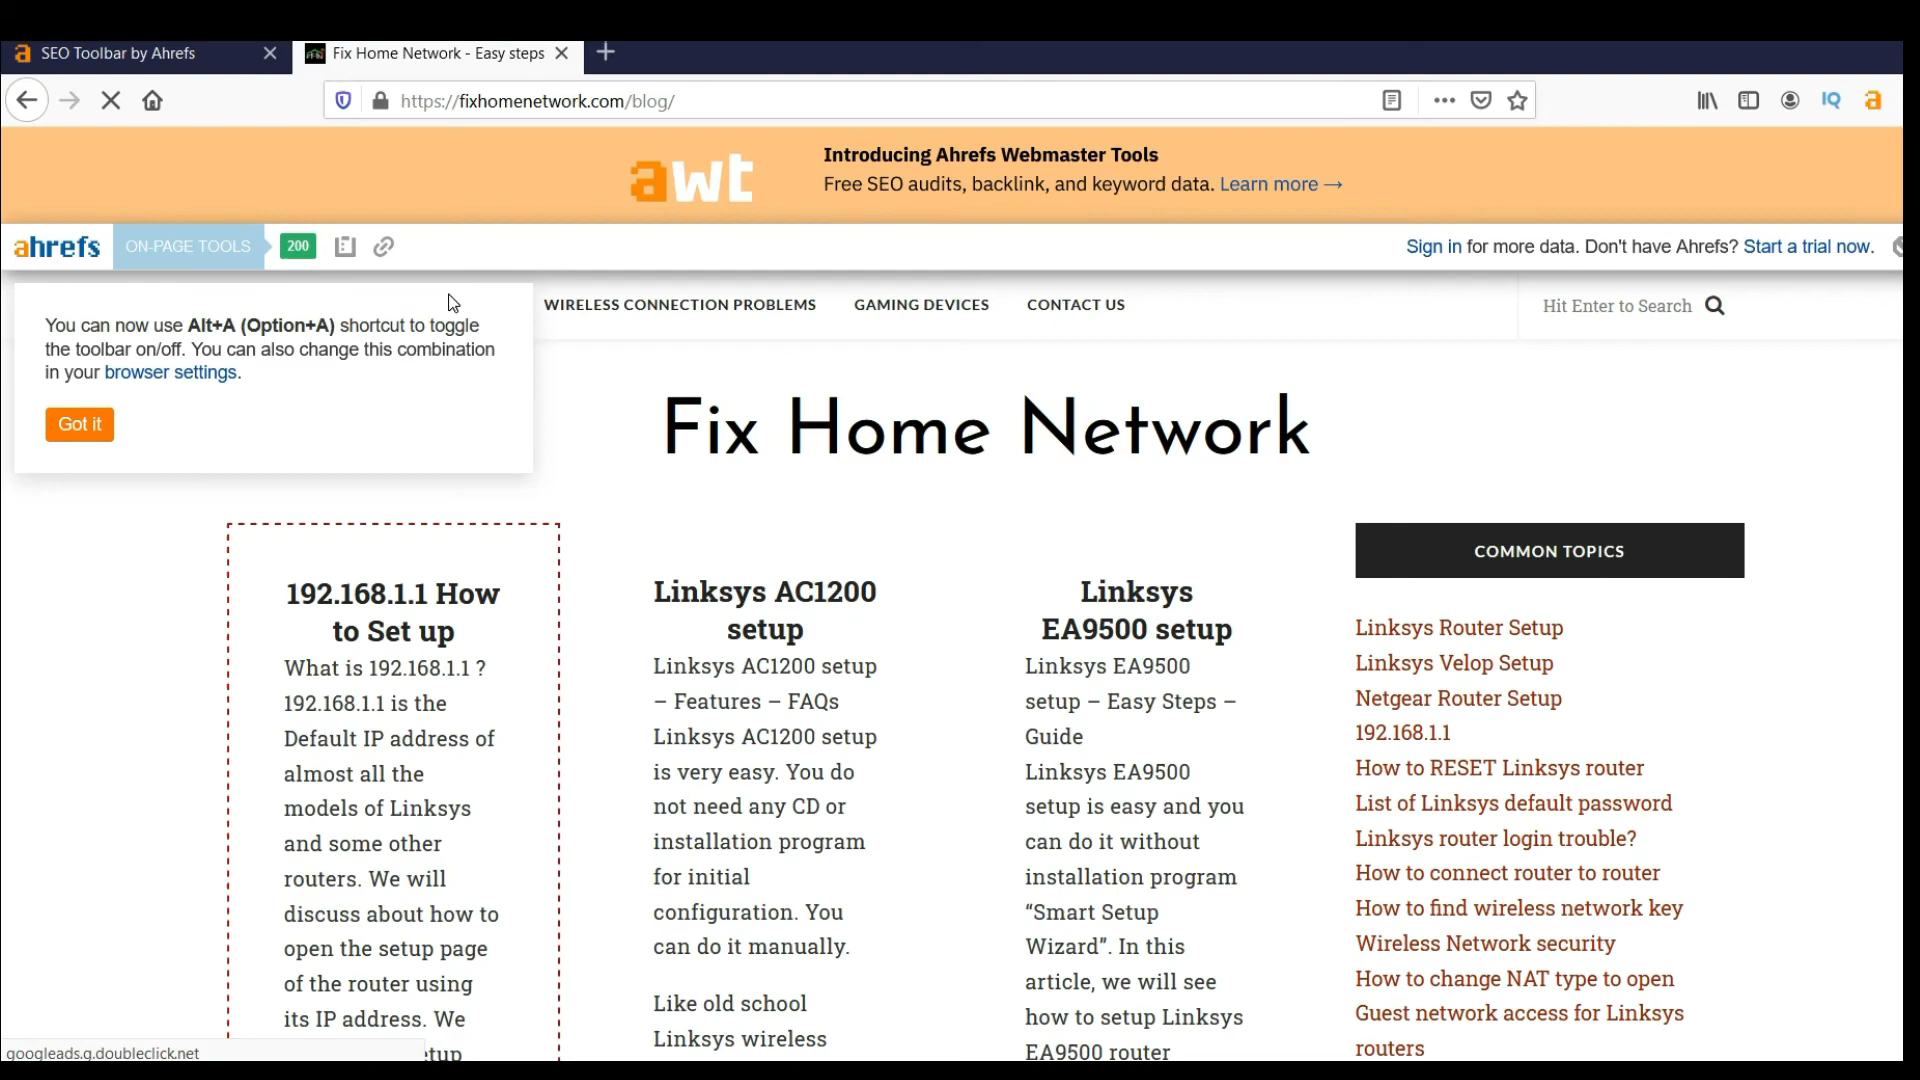 SEO Toolbar by Ahrefs
Fix Home Network - Easy steps
https://fixhomenetwork.com/blog/
IQ
a
awt
Introducing Ahrefs Webmaster Tools
Free SEO audits, backlink, and keyword data. Learn more →
ahrefs
ON-PAGE TOOLS
200
Sign in for more data. Don't have Ahrefs? Start a trial now.
You can now use Alt+A (Option+A) shortcut to toggle
the toolbar on/off. You can also change this combination
in your browser settings.
Got it
WIRELESS CONNECTION PROBLEMS
GAMING DEVICES
CONTACT US
Hit Enter to Search
Fix Home Network
192.168.1.1 How
to Set up
What is 192.168.1.1 ?
192.168.1.1 is the
Default IP address of
almost all the
models of Linksys
and some other
routers. We will
discuss about how to
open the setup page
of the router using
its IP address. We
Linksys AC1200
setup
Linksys AC1200 setup
– Features – FAQs
Linksys AC1200 setup
is very easy. You do
not need any CD or
installation program
for initial
configuration. You
can do it manually.
Like old school
Linksys wireless
Linksys
EA9500 setup
Linksys EA9500
setup – Easy Steps –
Guide
Linksys EA9500
setup is easy and you
can do it without
installation program
“Smart Setup
Wizard”. In this
article, we will see
how to setup Linksys
EA9500 router
COMMON TOPICS
Linksys Router Setup
Linksys Velop Setup
Netgear Router Setup
192.168.1.1
How to RESET Linksys router
List of Linksys default password
Linksys router login trouble?
How to connect router to router
How to find wireless network key
Wireless Network security
How to change NAT type to open
Guest network access for Linksys
routers
googleads.g.doubleclick.net